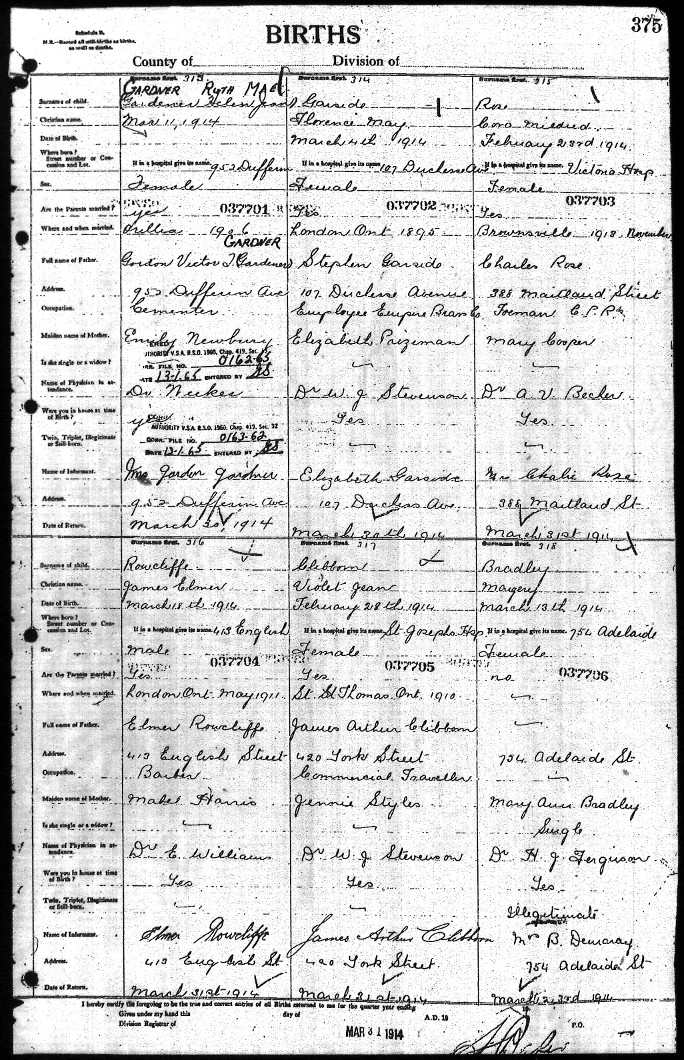 Schedule B.
N.B.—Record all still-births as births, as well as deaths.
BIRTHS
375
County of
Division of
Surname first. 313
Surname first. 314
Surname first. 315
GARDNER RUTH MAE
Surname of child. Gardener Helen Jean Garside Rose
Christian name. Mar 11, 1914 Florence May Cora Mildred
Date of Birth. March 4th 1914 February 23rd 1914
Where born? Street number or Concession and Lot. If in a hospital give its name 952 Dufferin If in a hospital give its name 107 Duchess Ave If in a hospital give its name Victoria Hosp
Sex. Female Female Female
037701 037702 037703
Are the Parents married? yes Yes Yes
Where and when married. 1906 London Ont 1895 Brownsville 1913 November
GARDNER
Full name of Father. Gordon Victor T. Gardener Stephen Garside Charles Rose
Address. 952 Dufferin Ave 107 Duchess Avenue 388 Maitland Street
Occupation. Cementer Employee Empire Brass Co Foreman C.P.R.
Maiden name of Mother. Emily Newbury Elizabeth Prizeman Mary Cooper
AUTHORITY V.S.A. R.S.O. 1960, Chap. 419, Sec.
Is she single or a widow? FILE NO. 0162-65
DATE 13-1-65 ENTERED BY
Name of Physician in attendance. Dr W. J. Stevenson Dr A. V. Becher
Were you in house at time of Birth? Yes Yes
AUTHORITY V.S.A. R.S.O. 1960, Chap. 419, Sec. 32
Twin, Triplet, Illegitimate or Still-born. CORR. FILE NO. 0163-62
DATE 13-1-65 ENTERED BY
Name of Informant. Mrs Gordon Gardner Elizabeth Garside Mrs Charlie Rose
Address. 952 Dufferin Ave 107 Duchess Ave. 388 Maitland St
Date of Return. March 30, 1914 March 30th 1914 March 31st 1914
Surname first. 316
Surname first. 317
Surname first. 318
Surname of child. Rowcliffe Clibborn Bradley
Christian name. James Elmer Violet Jean Margery
Date of Birth. March 18th 1914 February 28th 1914 March 13th 1914
Where born? Street number or Concession and Lot. If in a hospital give its name 413 English If in a hospital give its name St Josephs Hosp If in a hospital give its name 754 Adelaide
Sex. male Female Female
037704 037705 037706
Are the Parents married? Yes Yes no
Where and when married. London Ont. May 1911 St. Thomas Ont. 1910
Full name of Father. Elmer Rowcliffe James Arthur Clibborn
Address. 413 English Street 420 York Street 754 Adelaide St
Occupation. Barber Commercial Traveller
Maiden name of Mother. Mabel Harris Jennie Styles Mary Ann Bradley
Is she single or a widow? Single
Name of Physician in attendance. Dr E. Williams Dr W. J. Stevenson Dr H. J. Ferguson
Were you in house at time of Birth? Yes Yes Yes
Twin, Triplet, Illegitimate or Still-born. Illegitimate
Name of Informant. Elmer Rowcliffe James Arthur Clibborn Mrs B. Demaray
Address. 413 English St 420 York Street. 754 Adelaide St
Date of Return. March 31st 1914 March 31st 1914 March 23rd 1914
I hereby certify the foregoing to be the true and correct entries of all Births returned to me for the quarter year ending 19
Given under my hand this day of A.D. 19
Division Registrar of P.O.
MAR 31 1914